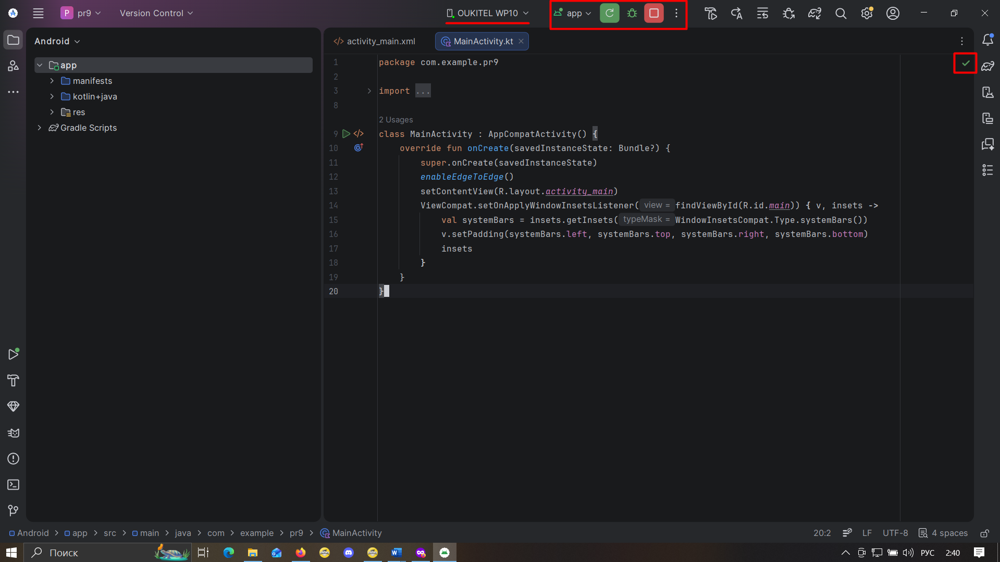 P pr9 Version Control OUKITEL WP10 app
Android
activity_main.xml MainActivity.kt
app
manifests
kotlin+java
res
Gradle Scripts
1 package com.example.pr9
2
3 import ...
8
2 Usages
9 class MainActivity : AppCompatActivity() {
10 override fun onCreate(savedInstanceState: Bundle?) {
11 super.onCreate(savedInstanceState)
12 enableEdgeToEdge()
13 setContentView(R.layout.activity_main)
14 ViewCompat.setOnApplyWindowInsetsListener( view = findViewById(R.id.main)) { v, insets ->
15 val systemBars = insets.getInsets( typeMask = WindowInsetsCompat.Type.systemBars())
16 v.setPadding(systemBars.left, systemBars.top, systemBars.right, systemBars.bottom)
17 insets
18 }
19 }
20 }
Android > app > src > main > java > com > example > pr9 > MainActivity 20:2 LF UTF-8 4 spaces
Поиск РУС 2:40